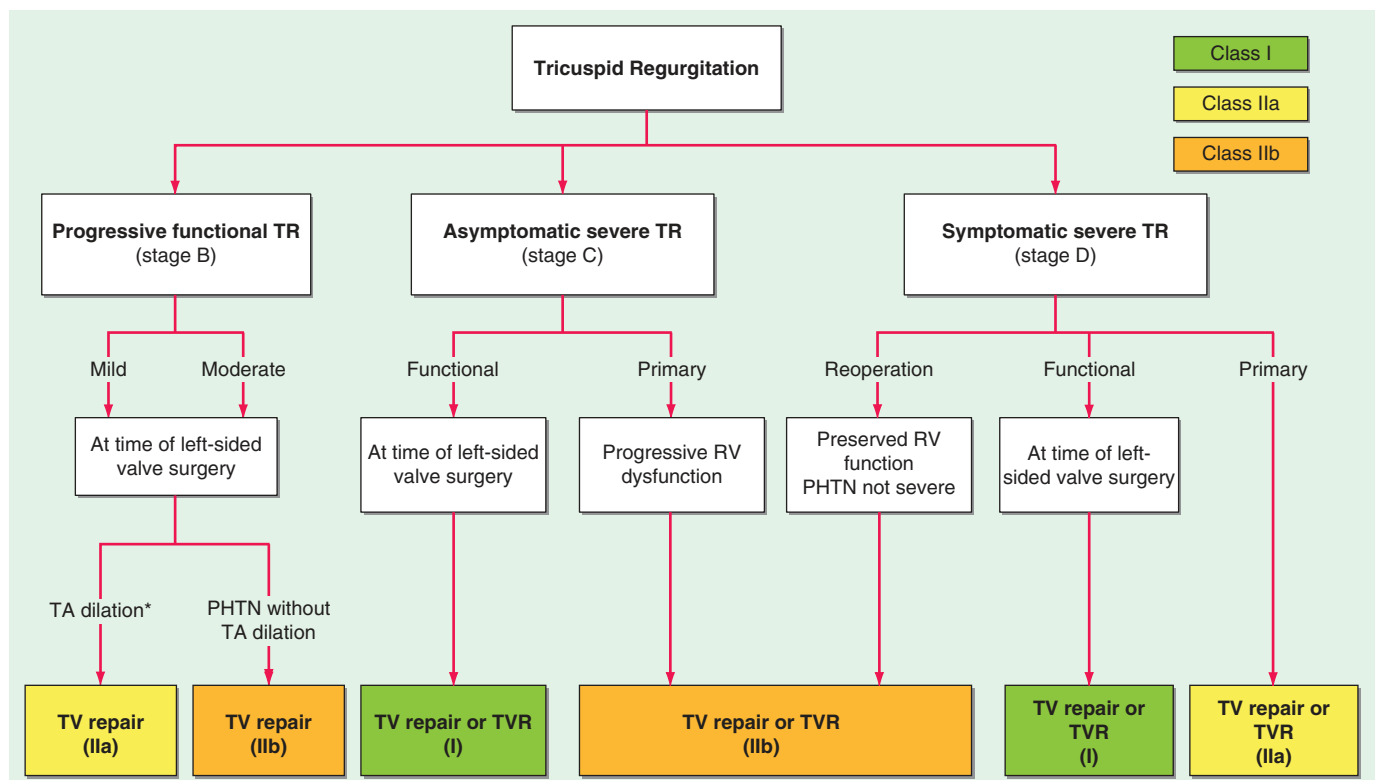 Tricuspid Regurgitation
Class I
Class IIa
Class IIb
Progressive functional TR
(stage B)
Asymptomatic severe TR
(stage C)
Symptomatic severe TR
(stage D)
Mild
Moderate
Functional
Primary
Reoperation
Functional
Primary
At time of left-sided
valve surgery
At time of left-sided
valve surgery
Progressive RV
dysfunction
Preserved RV
function
PHTN not severe
At time of left-
sided valve surgery
TA dilation*
PHTN without
TA dilation
TV repair
(IIa)
TV repair
(IIb)
TV repair or TVR
(I)
TV repair or TVR
(IIb)
TV repair or
TVR
(I)
TV repair or
TVR
(IIa)